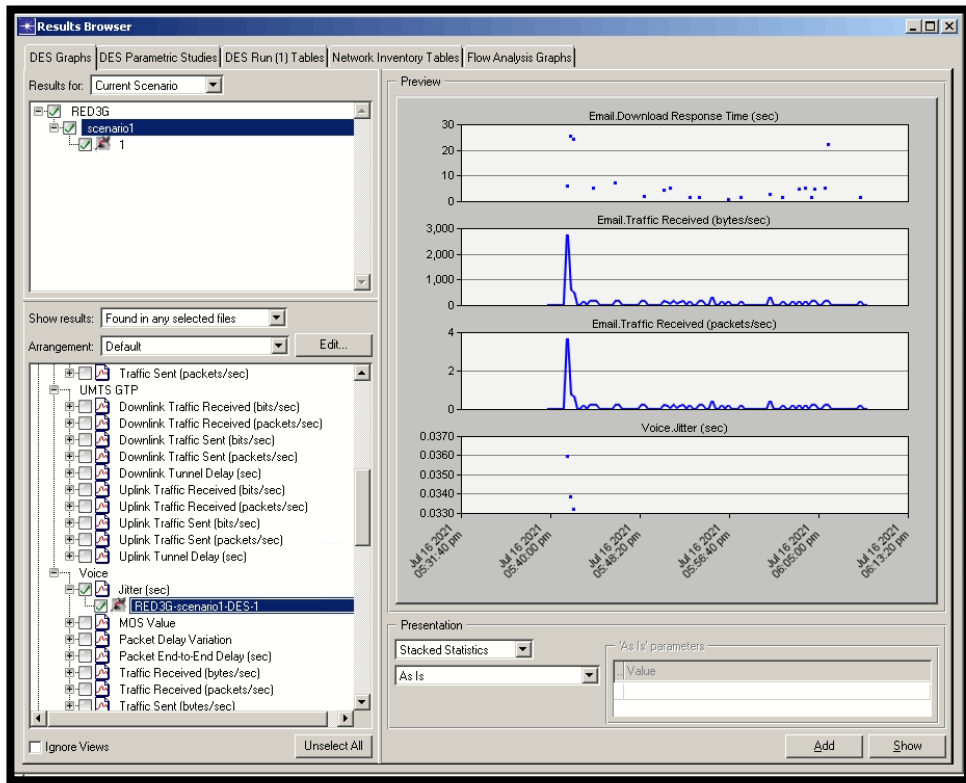 Results Browser
DES Graphs DES Parametric Studies DES Run (1) Tables Network Inventory Tables Flow Analysis Graphs
Results for: Current Scenario
RED3G
scenario1
1
Show results: Found in any selected files
Arrangement: Default Edit...
Traffic Sent (packets/sec)
UMTS GTP
Downlink Traffic Received (bits/sec)
Downlink Traffic Received (packets/sec)
Downlink Traffic Sent (bits/sec)
Downlink Traffic Sent (packets/sec)
Downlink Tunnel Delay (sec)
Uplink Traffic Received (bits/sec)
Uplink Traffic Received (packets/sec)
Uplink Traffic Sent (bits/sec)
Uplink Traffic Sent (packets/sec)
Uplink Tunnel Delay (sec)
Voice
Jitter (sec)
RED3G-scenario1-DES-1
MOS Value
Packet Delay Variation
Packet End-to-End Delay (sec)
Traffic Received (bytes/sec)
Traffic Received (packets/sec)
Traffic Sent (bytes/sec)
Ignore Views Unselect All
Preview
Email.Download Response Time (sec)
30
20
10
0
Email.Traffic Received (bytes/sec)
3,000
2,000
1,000
0
Email.Traffic Received (packets/sec)
4
2
0
Voice.Jitter (sec)
0.0370
0.0360
0.0350
0.0340
0.0330
Jul 16 2021
05:31:40 pm
Jul 16 2021
05:40:00 pm
Jul 16 2021
05:48:20 pm
Jul 16 2021
05:56:40 pm
Jul 16 2021
06:05:00 pm
Jul 16 2021
06:13:20 pm
Presentation
Stacked Statistics
As Is
'As Is' parameters
.. Value
Add Show